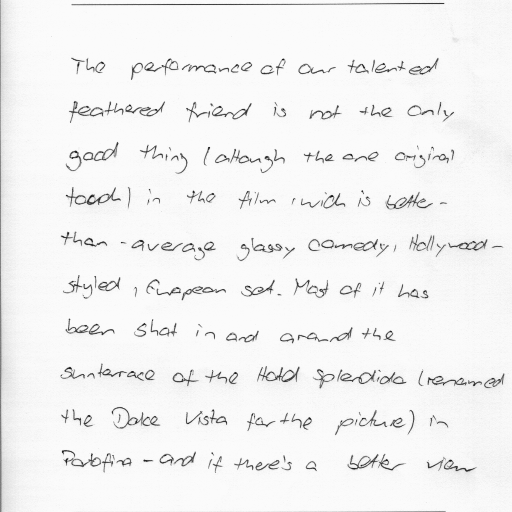 The performance of our talented
feathered friend is not the only
good thing (although the one original
touch) in the film, wich is better-
than-average glassy comedy, Hollywood-
styled, European set. Most of it has
been shot in and around the
sunterrace of the Hotel Splendido (renamed
the Dolce Vista for the picture) in
Portofino - and if there's a better view